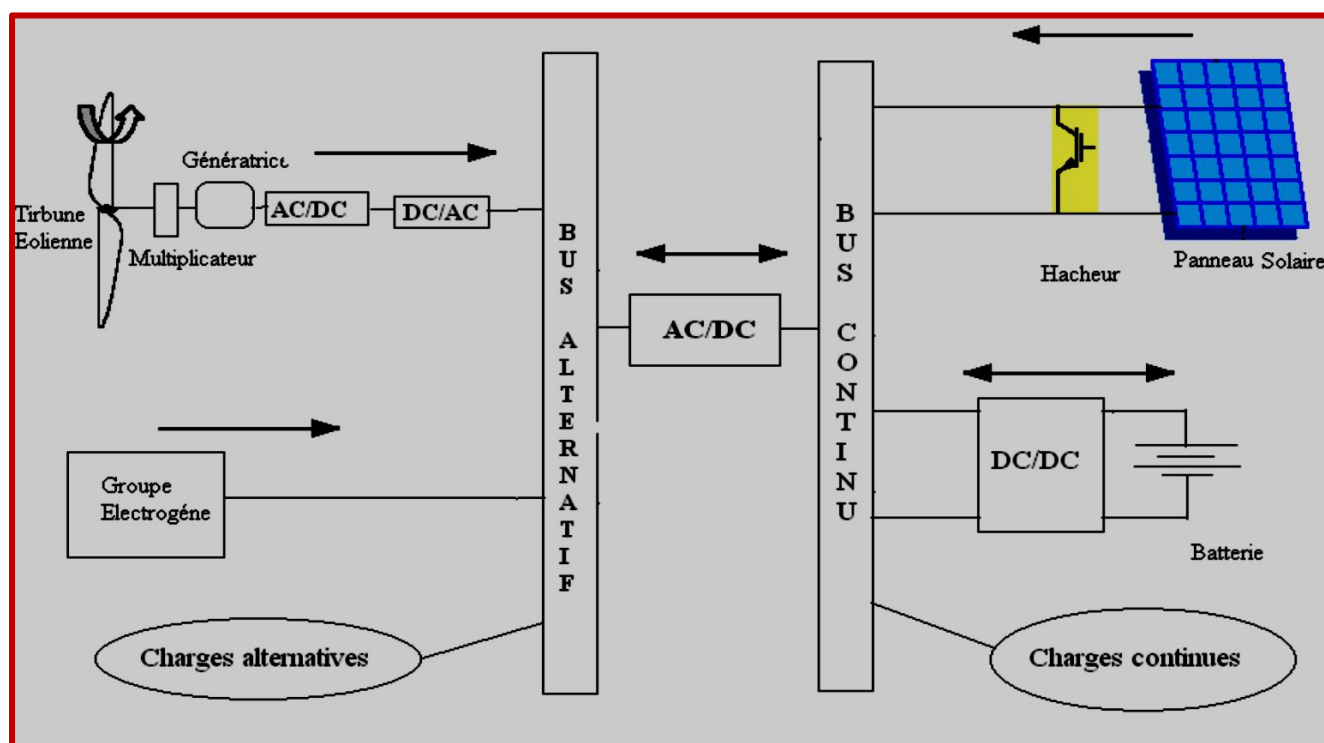 Génératrice
AC/DC
DC/AC
Tirbune
Eolienne
Multiplicateur
Groupe
Electrogéne
Charges alternatives
BUS ALTERNATIF
AC/DC
BUS CONTINU
Hacheur
Panneau Solaire
DC/DC
Batterie
Charges continues